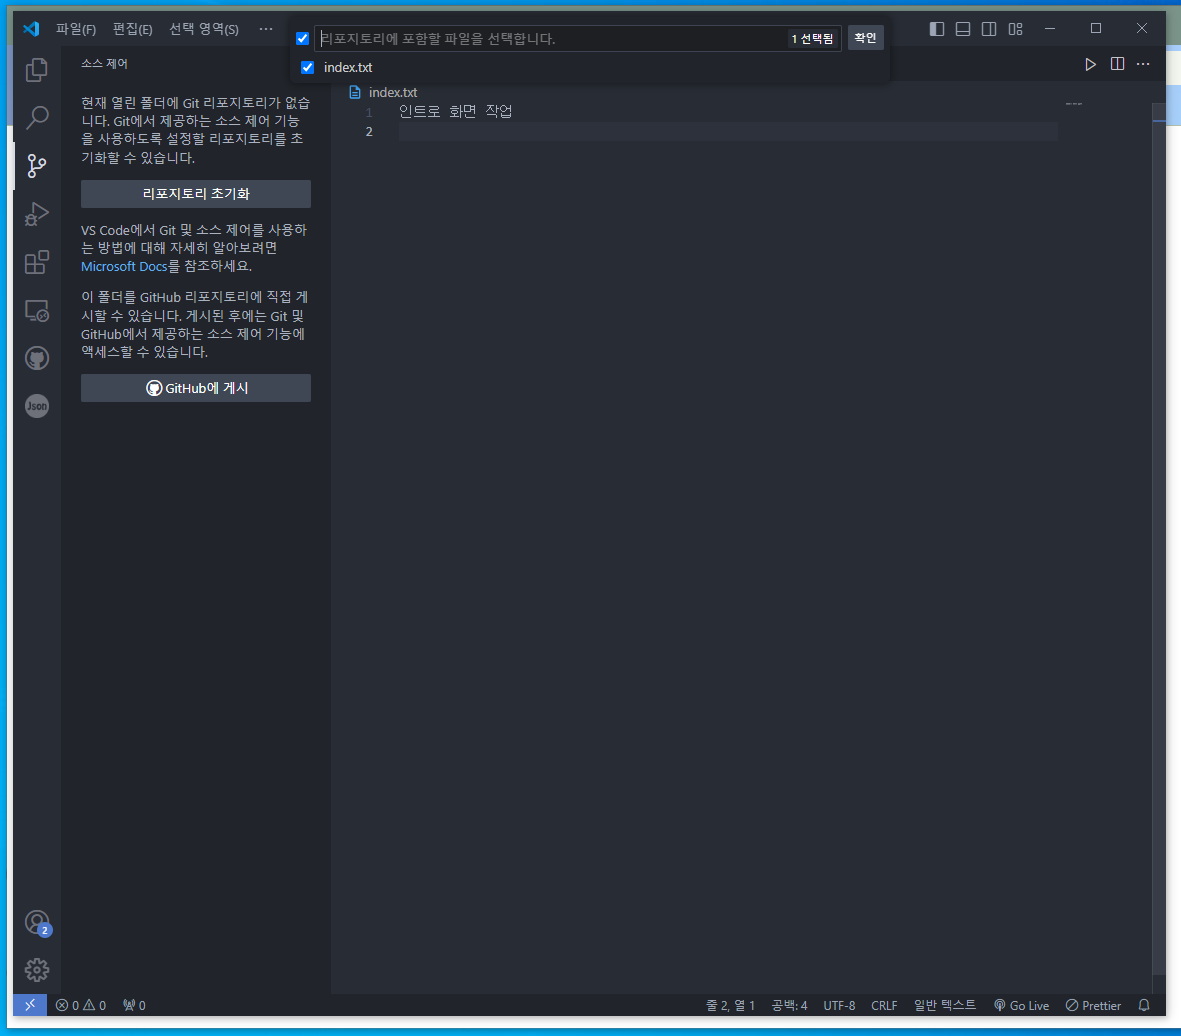 파일(F) 편집(E) 선택 영역(S) ···
리포지토리에 포함할 파일을 선택합니다. 1 선택됨 확인
index.txt
소스 제어
현재 열린 폴더에 Git 리포지토리가 없습
니다. Git에서 제공하는 소스 제어 기능
을 사용하도록 설정할 리포지토리를 초
기화할 수 있습니다.
리포지토리 초기화
VS Code에서 Git 및 소스 제어를 사용하
는 방법에 대해 자세히 알아보려면
Microsoft Docs를 참조하세요.
이 폴더를 GitHub 리포지토리에 직접 게
시할 수 있습니다. 게시된 후에는 Git 및
GitHub에서 제공하는 소스 제어 기능에
액세스할 수 있습니다.
GitHub에 게시
Json
index.txt
1 인트로 화면 작업
2
2
0 0 0
줄 2, 열 1 공백: 4 UTF-8 CRLF 일반 텍스트 Go Live Prettier